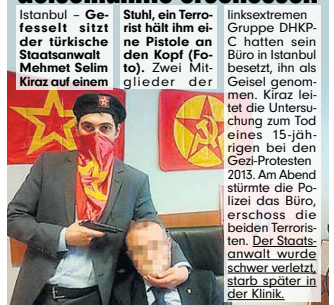 Istanbul – Ge-
fesselt sitzt
der türkische
Staatsanwalt
Mehmet Selim
Kiraz auf einem
Stuhl, ein Terro-
rist hält ihm ei-
ne Pistole an
den Kopf (Fo-
to). Zwei Mit-
glieder der
linksextremen
Gruppe DHKP-
C hatten sein
Büro in Istanbul
besetzt, ihn als
Geisel genom-
men. Kiraz lei-
tet die Untersu-
chung zum Tod
eines 15-jäh-
rigen bei den
Gezi-Protesten
2013. Am Abend
stürmte die Po-
lizei das Büro,
erschoss die
beiden Terroris-
ten. Der Staats-
anwalt wurde
schwer verletzt,
starb später in
der Klinik.